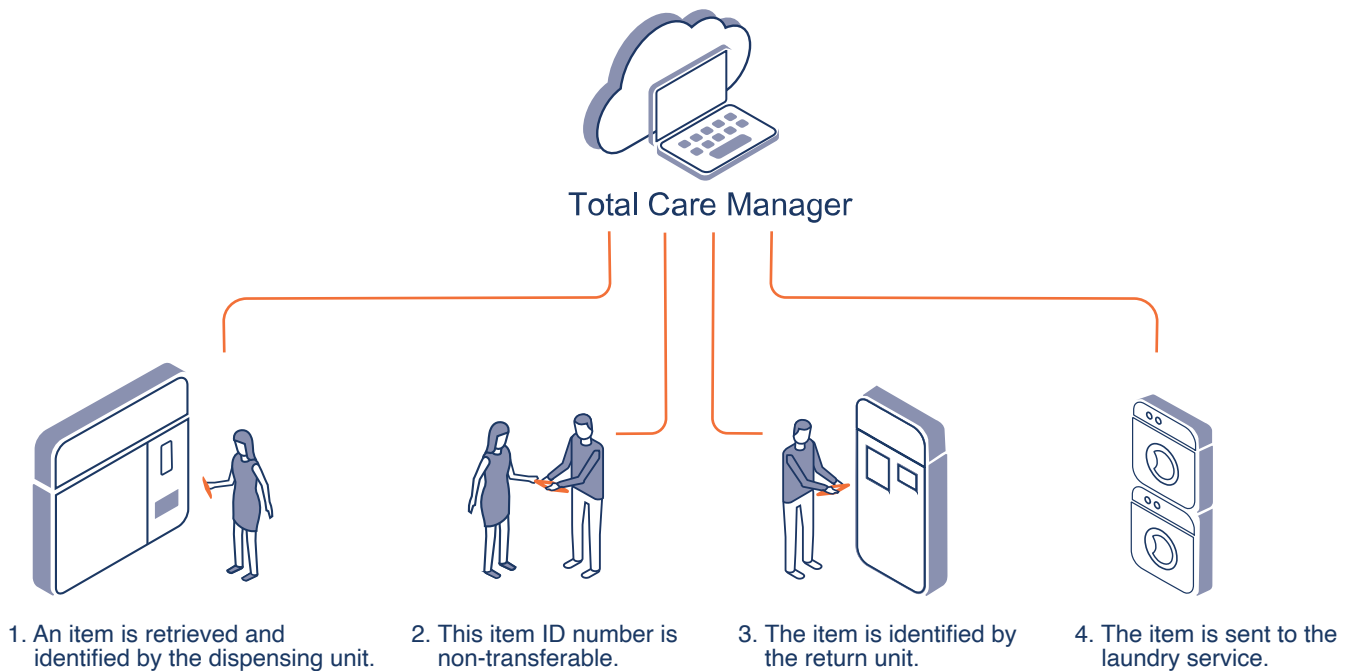 Total Care Manager
1. An item is retrieved and
identified by the dispensing unit.
2. This item ID number is
non-transferable.
3. The item is identified by
the return unit.
4. The item is sent to the
laundry service.